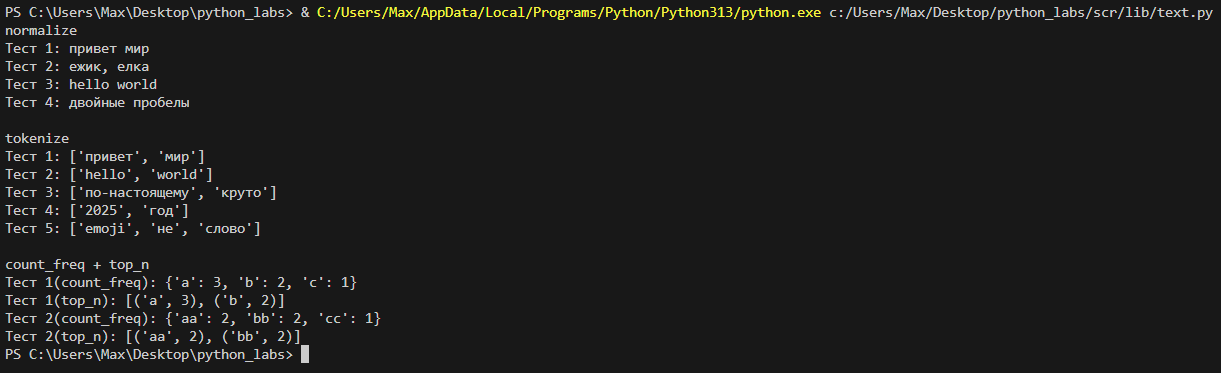 PS C:\Users\Max\Desktop\python_labs> & C:/Users/Max/AppData/Local/Programs/Python/Python313/python.exe c:/Users/Max/Desktop/python_labs/scr/lib/text.py
normalize
Тест 1: привет мир
Тест 2: ежик, елка
Тест 3: hello world
Тест 4: двойные пробелы

tokenize
Тест 1: ['привет', 'мир']
Тест 2: ['hello', 'world']
Тест 3: ['по-настоящему', 'круто']
Тест 4: ['2025', 'год']
Тест 5: ['emoji', 'не', 'слово']

count_freq + top_n
Тест 1(count_freq): {'a': 3, 'b': 2, 'c': 1}
Тест 1(top_n): [('a', 3), ('b', 2)]
Тест 2(count_freq): {'aa': 2, 'bb': 2, 'cc': 1}
Тест 2(top_n): [('aa', 2), ('bb', 2)]
PS C:\Users\Max\Desktop\python_labs>